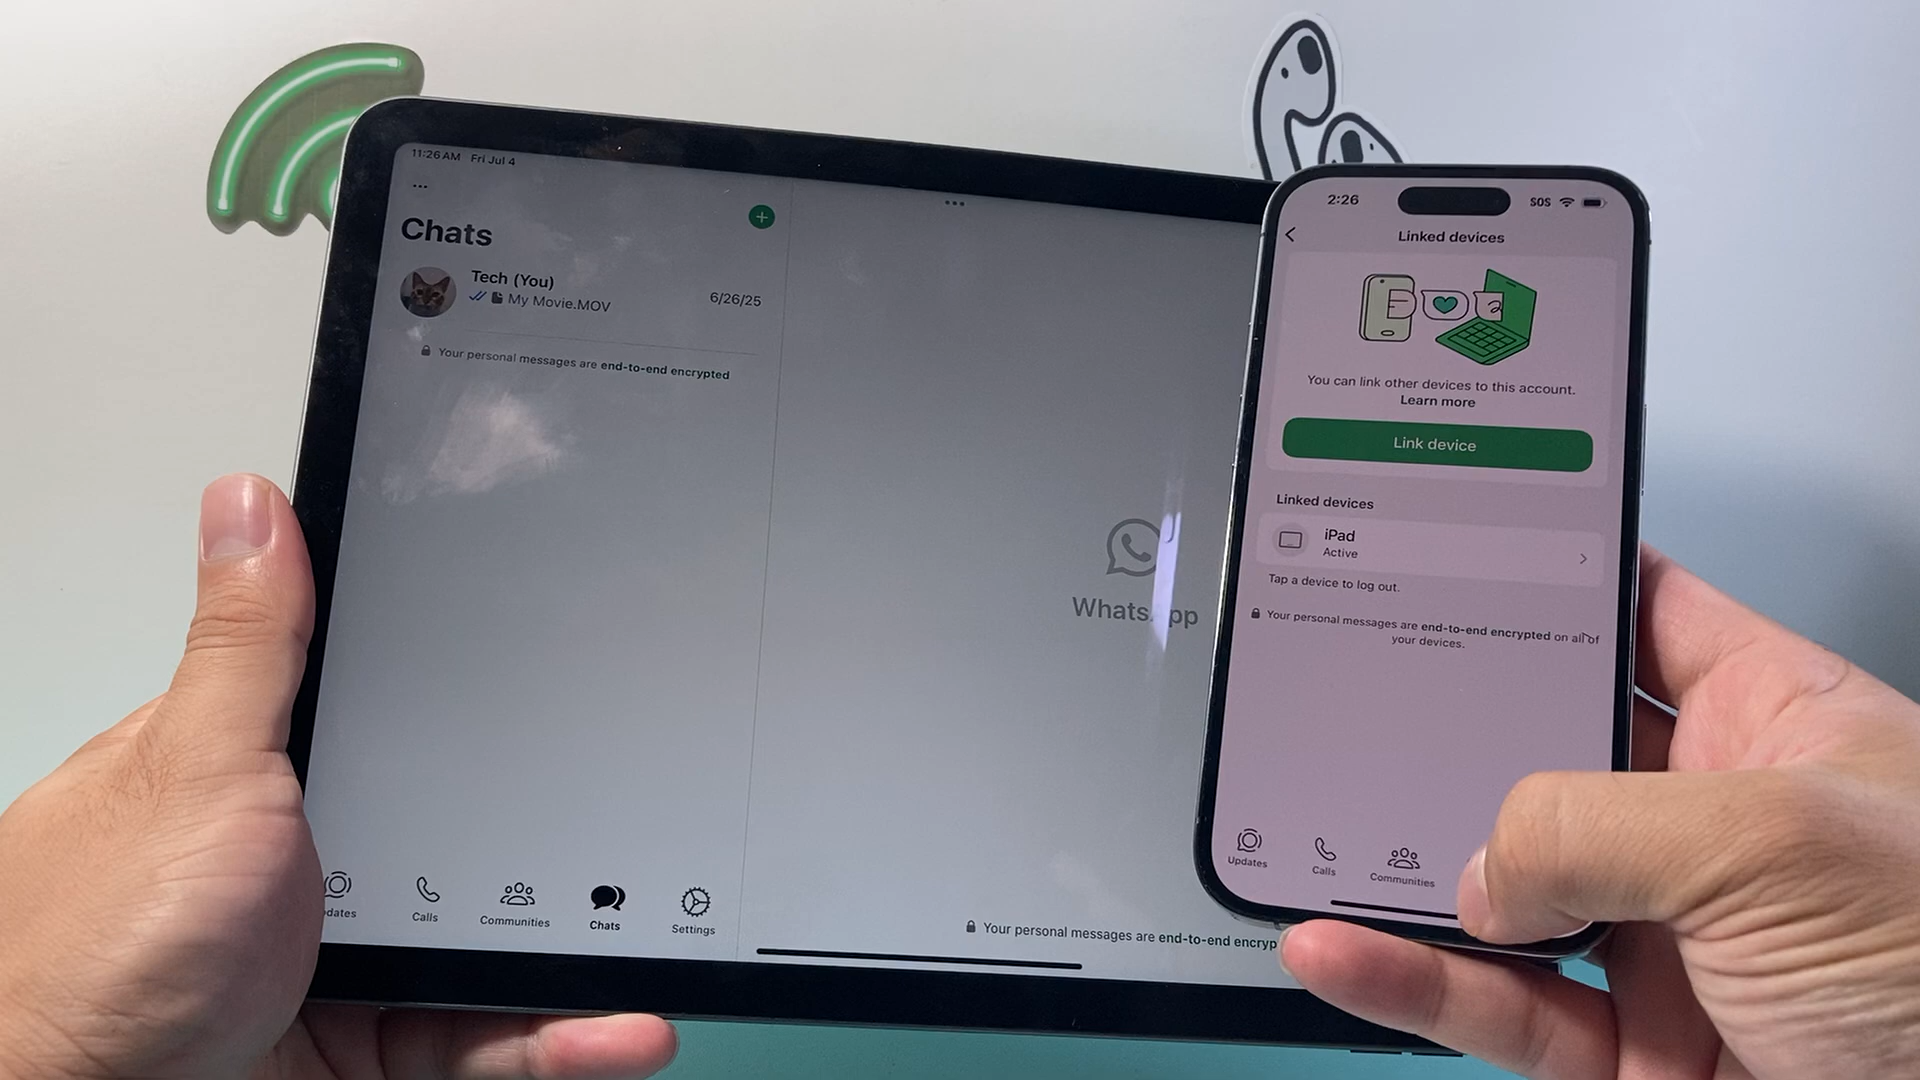 11:26 AM Fri Jul 4
Chats
Tech (You)
My Movie.MOV
6/26/25
Your personal messages are end-to-end encrypted
WhatsApp
dates
Calls
Communities
Chats
Settings
Your personal messages are end-to-end encryp
2:26
SOS
Linked devices
You can link other devices to this account.
Learn more
Link device
Linked devices
iPad
Active
Tap a device to log out.
Your personal messages are end-to-end encrypted on all of
your devices.
Updates
Calls
Communities